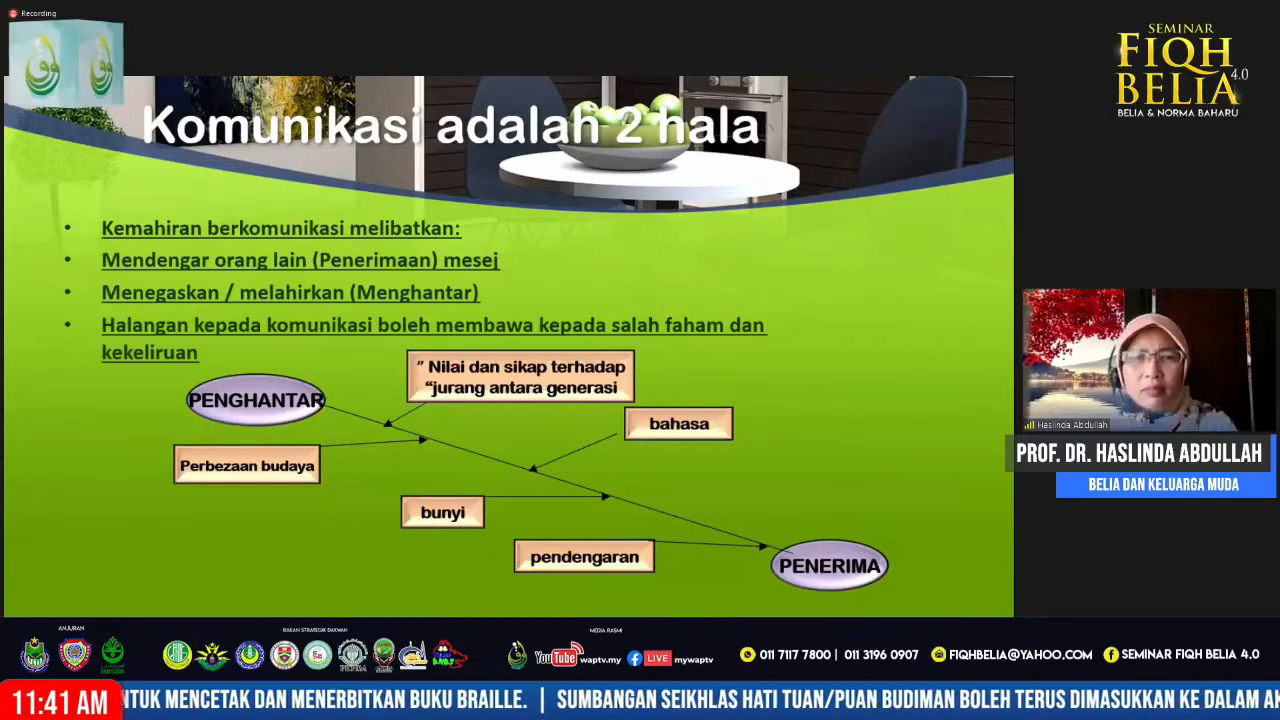 Recording
SEMINAR
FIQH
BELIA 4.0
BELIA & NORMA BAHARU
Komunikasi adalah 2 hala
• Kemahiran berkomunikasi melibatkan:
• Mendengar orang lain (Penerimaan) mesej
• Menegaskan / melahirkan (Menghantar)
• Halangan kepada komunikasi boleh membawa kepada salah faham dan
kekeliruan
" Nilai dan sikap terhadap
“jurang antara generasi
PENGHANTAR
bahasa
Perbezaan budaya
bunyi
pendengaran
PENERIMA
Haslinda Abdullah
PROF. DR. HASLINDA ABDULLAH
BELIA DAN KELUARGA MUDA
ANJURAN
RAKAN STRATEGIK DAKWAH
MEDIA RASMI
YouTube waptv.my
LIVE mywaptv
011 7117 7800 | 011 3196 0907
FIQHBELIA@YAHOO.COM
SEMINAR FIQH BELIA 4.0
11:41 AM
NTUK MENCETAK DAN MENERBITKAN BUKU BRAILLE. | SUMBANGAN SEIKHLAS HATI TUAN/PUAN BUDIMAN BOLEH TERUS DIMASUKKAN KE DALAM